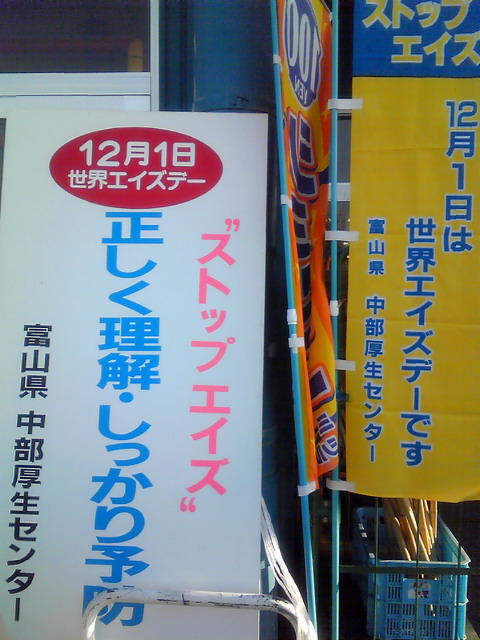 12月1日
世界エイズデー
"ストップ エイズ"
正しく理解・しっかり予防
富山県 中部厚生センター
100
YEN
ストップ
エイズ
12月1日は
世界エイズデーです
富山県 中部厚生センター